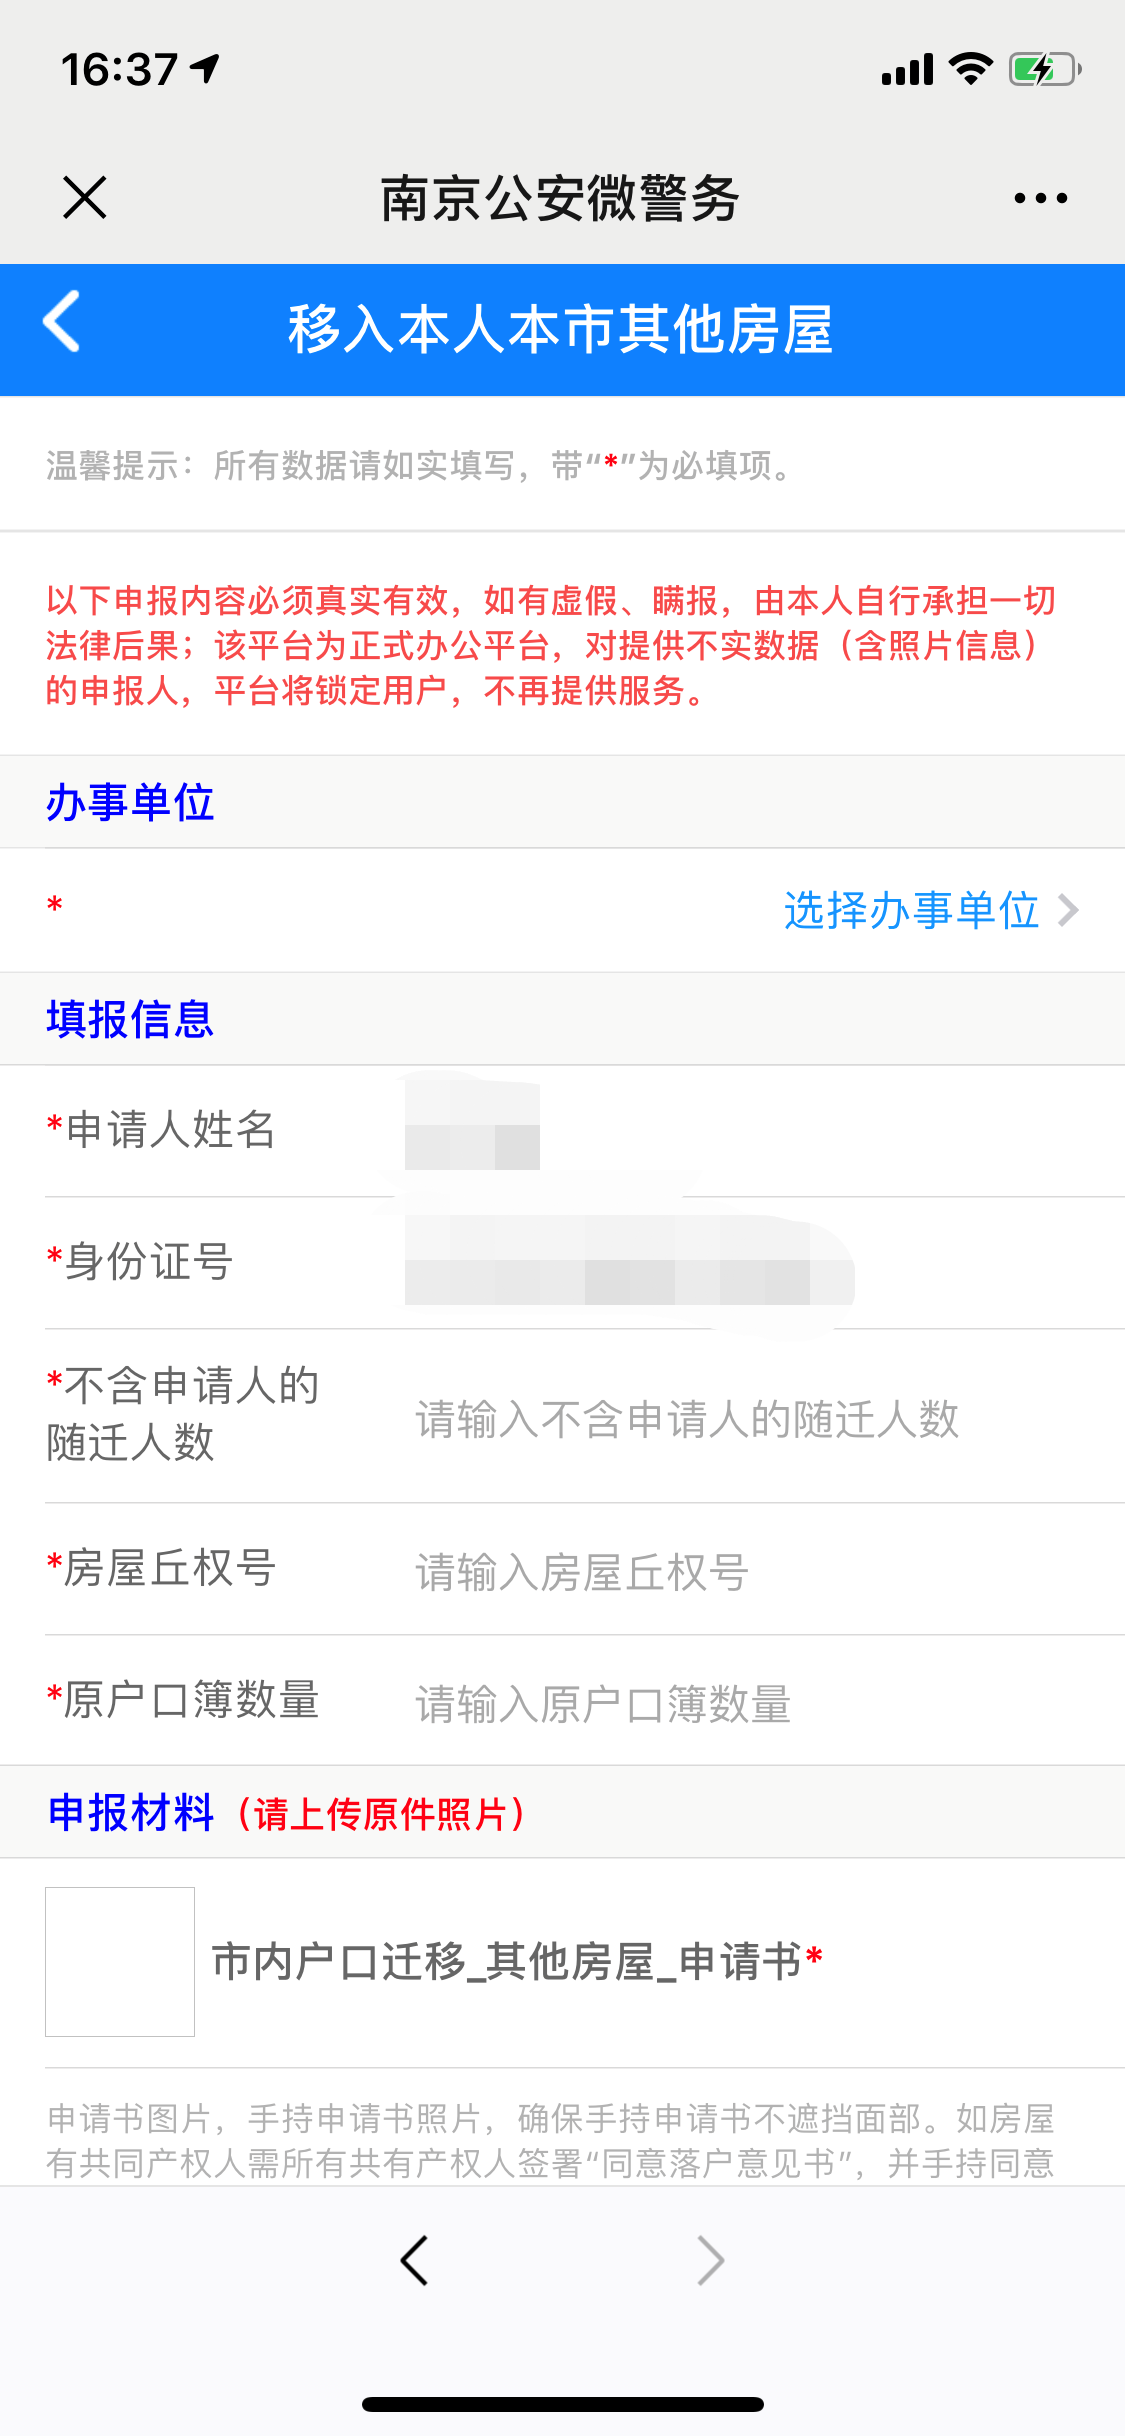 16:37
南京公安微警务
移入本人本市其他房屋
温馨提示：所有数据请如实填写，带“*”为必填项。
以下申报内容必须真实有效，如有虚假、瞒报，由本人自行承担一切
法律后果；该平台为正式办公平台，对提供不实数据（含照片信息）
的申报人，平台将锁定用户，不再提供服务。
办事单位
* 选择办事单位
填报信息
*申请人姓名
*身份证号
*不含申请人的
随迁人数
请输入不含申请人的随迁人数
*房屋丘权号 请输入房屋丘权号
*原户口簿数量 请输入原户口簿数量
申报材料（请上传原件照片）
市内户口迁移_其他房屋_申请书*
申请书图片，手持申请书照片，确保手持申请书不遮挡面部。如房屋
有共同产权人需所有共有产权人签署“同意落户意见书”，并手持同意